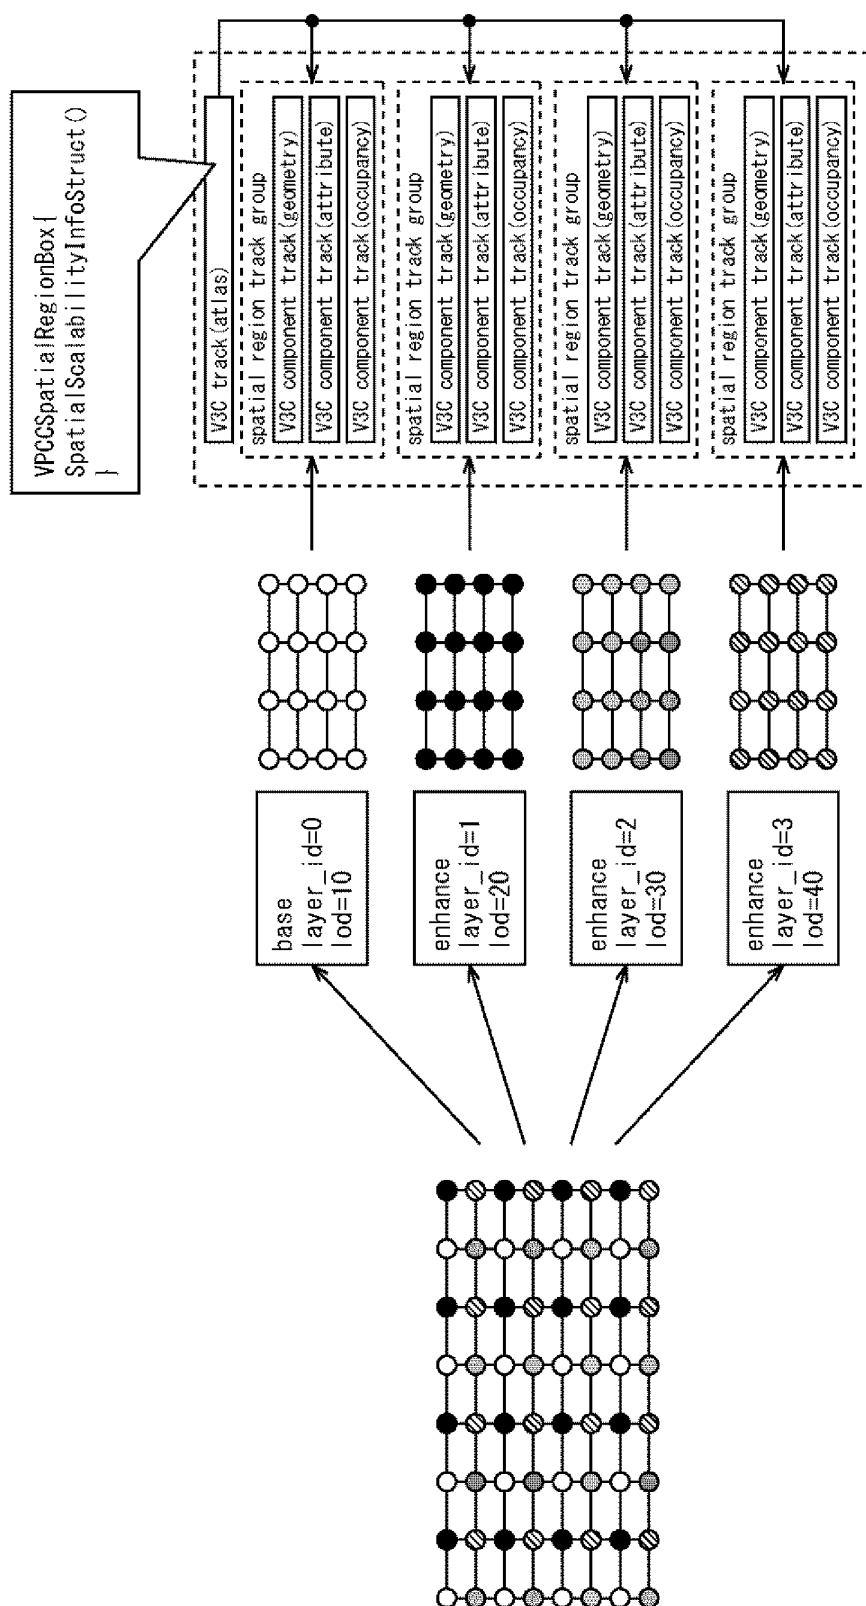 VPCCSpatialRegionBox{
SpatialScalabilityInfoStruct()
}
V3C track(atlas)
spatial region track group
V3C component track(geometry)
V3C component track(attribute)
V3C component track(occupancy)
spatial region track group
V3C component track(geometry)
V3C component track(attribute)
V3C component track(occupancy)
spatial region track group
V3C component track(geometry)
V3C component track(attribute)
V3C component track(occupancy)
spatial region track group
V3C component track(geometry)
V3C component track(attribute)
V3C component track(occupancy)
base
layer_id=0
lod=10
enhance
layer_id=1
lod=20
enhance
layer_id=2
lod=30
enhance
layer_id=3
lod=40